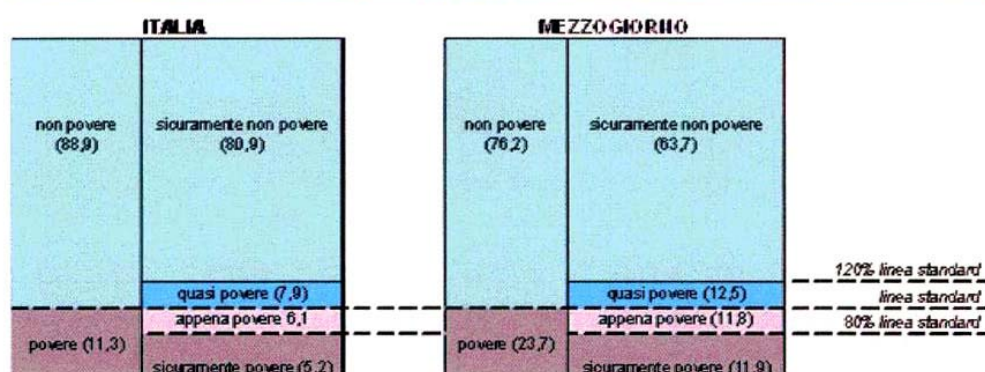 ITALIA
MEZZOGIORNO
non povere
(88,9)
sicuramente non povere
(80,9)
non povere
(76,2)
sicuramente non povere
(63,7)
120% linea standard
quasi povere (7,9)
quasi povere (12,5)
linea standard
appena povere 6,1
appena povere (11,8)
80% linea standard
povere (11,3)
povere (23,7)
sicuramente povere (5,2)
sicuramente povere (11,9)